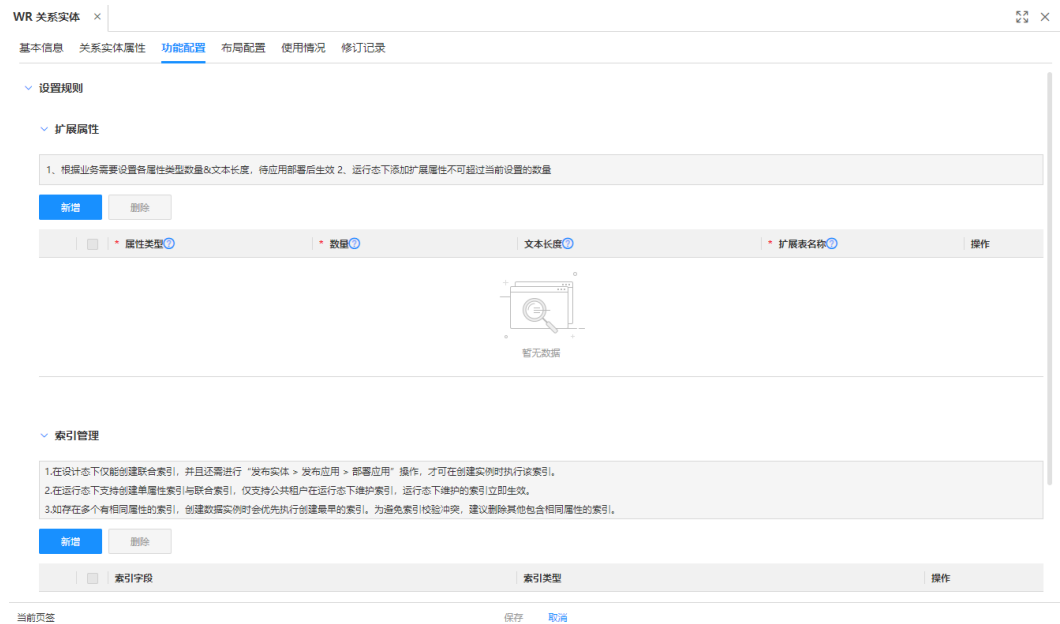 WR 关系实体
基本信息 关系实体属性 功能配置 布局配置 使用情况 修订记录
设置规则
扩展属性
1、根据业务需要设置各属性类型数量&文本长度，待应用部署后生效 2、运行态下添加扩展属性不可超过当前设置的数量
新增 删除
* 属性类型 * 数量 文本长度 * 扩展表名称 操作
暂无数据
索引管理
1.在设计态下仅能创建联合索引，并且还需进行“发布实体 > 发布应用 > 部署应用”操作，才可在创建实例时执行该索引。
2.在运行态下支持创建单属性索引与联合索引，仅支持公共租户在运行态下维护索引，运行态下维护的索引立即生效。
3.如存在多个有相同属性的索引，创建数据实例时会优先执行创建最早的索引。为避免索引校验冲突，建议删除其他包含相同属性的索引。
新增 删除
索引字段 索引类型 操作
当前页签 保存 取消